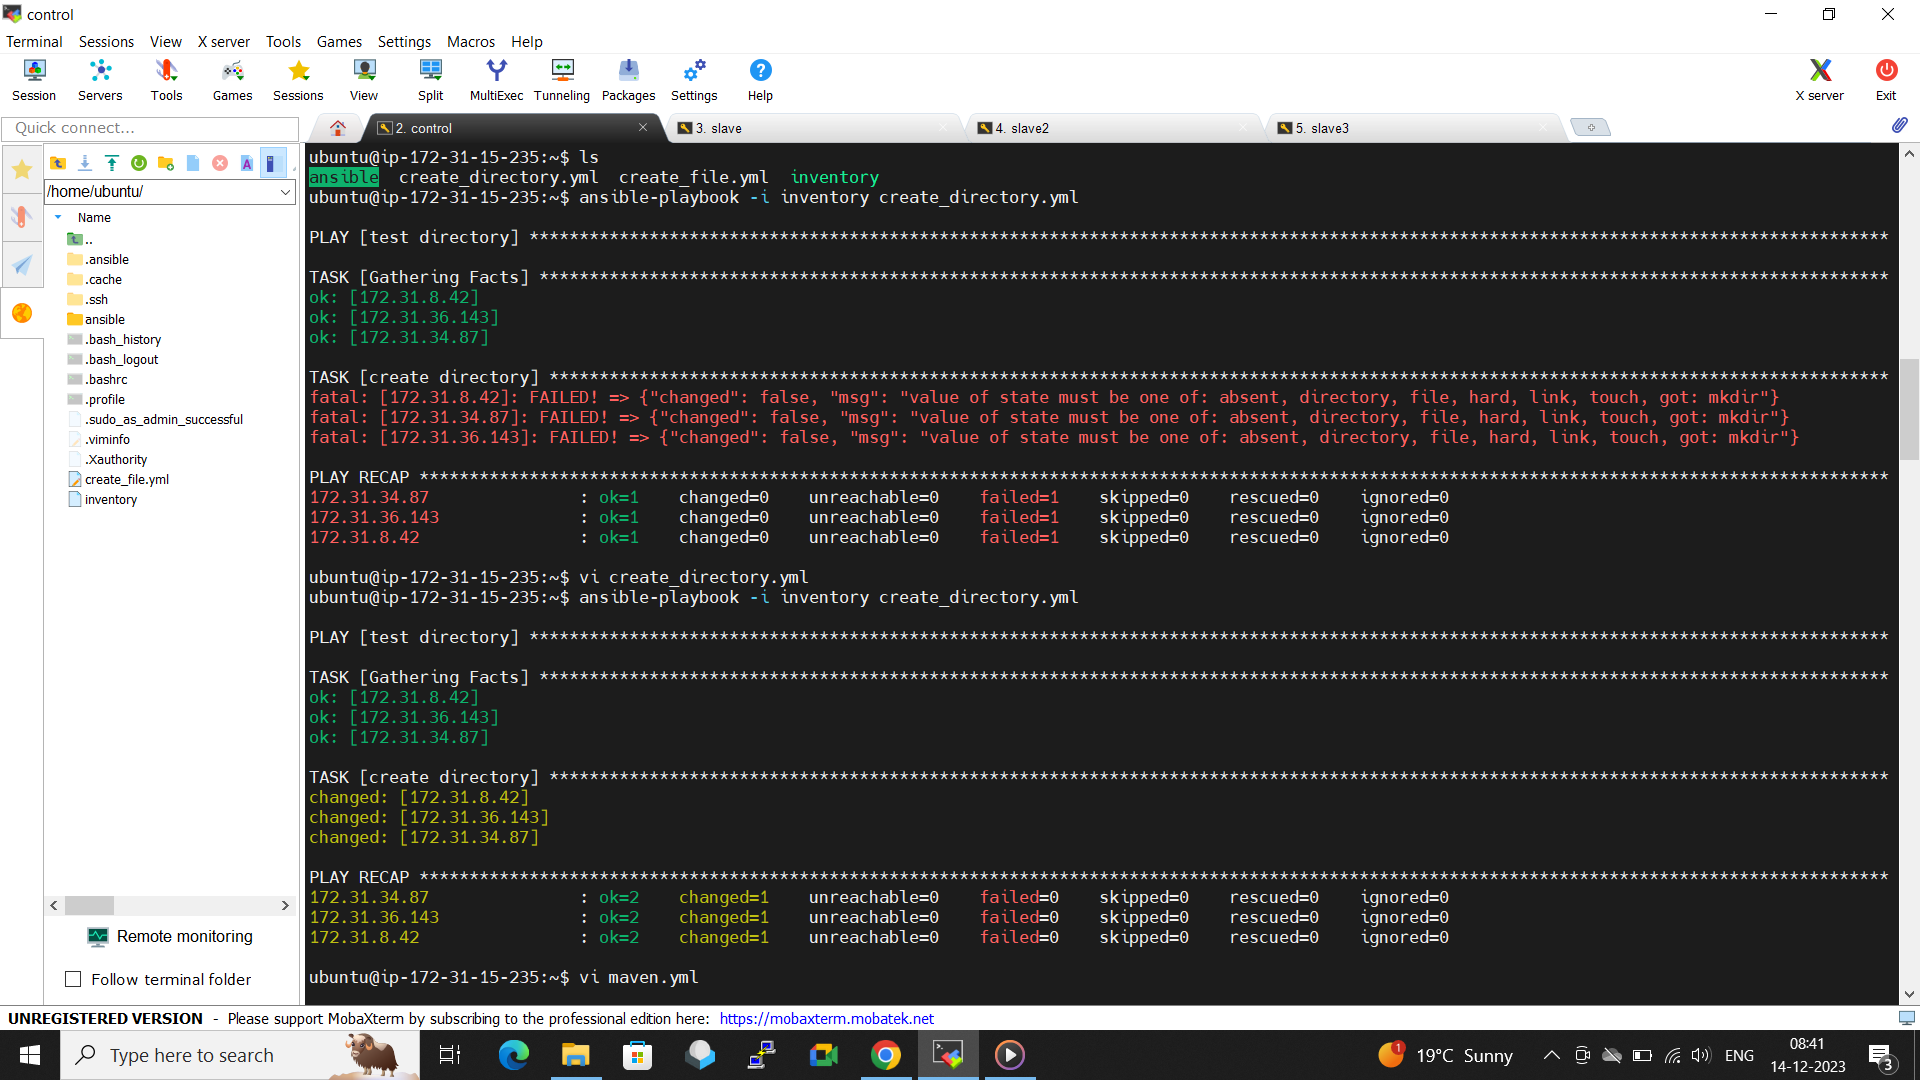 control
Terminal Sessions View X server Tools Games Settings Macros Help
Session Servers Tools Games Sessions View Split MultiExec Tunneling Packages Settings Help X server Exit
Quick connect...
2. control
3. slave
4. slave2
5. slave3
/home/ubuntu/
Name
..
.ansible
.cache
.ssh
ansible
.bash_history
.bash_logout
.bashrc
.profile
.sudo_as_admin_successful
.viminfo
.Xauthority
create_file.yml
inventory
Remote monitoring
Follow terminal folder
ubuntu@ip-172-31-15-235:~$ ls
ansible create_directory.yml create_file.yml inventory
ubuntu@ip-172-31-15-235:~$ ansible-playbook -i inventory create_directory.yml
PLAY [test directory] ****************************************************************************************************************************************
TASK [Gathering Facts] ***************************************************************************************************************************************
ok: [172.31.8.42]
ok: [172.31.36.143]
ok: [172.31.34.87]
TASK [create directory] **************************************************************************************************************************************
fatal: [172.31.8.42]: FAILED! => {"changed": false, "msg": "value of state must be one of: absent, directory, file, hard, link, touch, got: mkdir"}
fatal: [172.31.34.87]: FAILED! => {"changed": false, "msg": "value of state must be one of: absent, directory, file, hard, link, touch, got: mkdir"}
fatal: [172.31.36.143]: FAILED! => {"changed": false, "msg": "value of state must be one of: absent, directory, file, hard, link, touch, got: mkdir"}
PLAY RECAP ***************************************************************************************************************************************************
172.31.34.87 : ok=1 changed=0 unreachable=0 failed=1 skipped=0 rescued=0 ignored=0
172.31.36.143 : ok=1 changed=0 unreachable=0 failed=1 skipped=0 rescued=0 ignored=0
172.31.8.42 : ok=1 changed=0 unreachable=0 failed=1 skipped=0 rescued=0 ignored=0
ubuntu@ip-172-31-15-235:~$ vi create_directory.yml
ubuntu@ip-172-31-15-235:~$ ansible-playbook -i inventory create_directory.yml
PLAY [test directory] ****************************************************************************************************************************************
TASK [Gathering Facts] ***************************************************************************************************************************************
ok: [172.31.8.42]
ok: [172.31.36.143]
ok: [172.31.34.87]
TASK [create directory] **************************************************************************************************************************************
changed: [172.31.8.42]
changed: [172.31.36.143]
changed: [172.31.34.87]
PLAY RECAP ***************************************************************************************************************************************************
172.31.34.87 : ok=2 changed=1 unreachable=0 failed=0 skipped=0 rescued=0 ignored=0
172.31.36.143 : ok=2 changed=1 unreachable=0 failed=0 skipped=0 rescued=0 ignored=0
172.31.8.42 : ok=2 changed=1 unreachable=0 failed=0 skipped=0 rescued=0 ignored=0
ubuntu@ip-172-31-15-235:~$ vi maven.yml
UNREGISTERED VERSION - Please support MobaXterm by subscribing to the professional edition here: https://mobaxterm.mobatek.net
Type here to search
1
19°C Sunny
ENG
08:41
14-12-2023
3